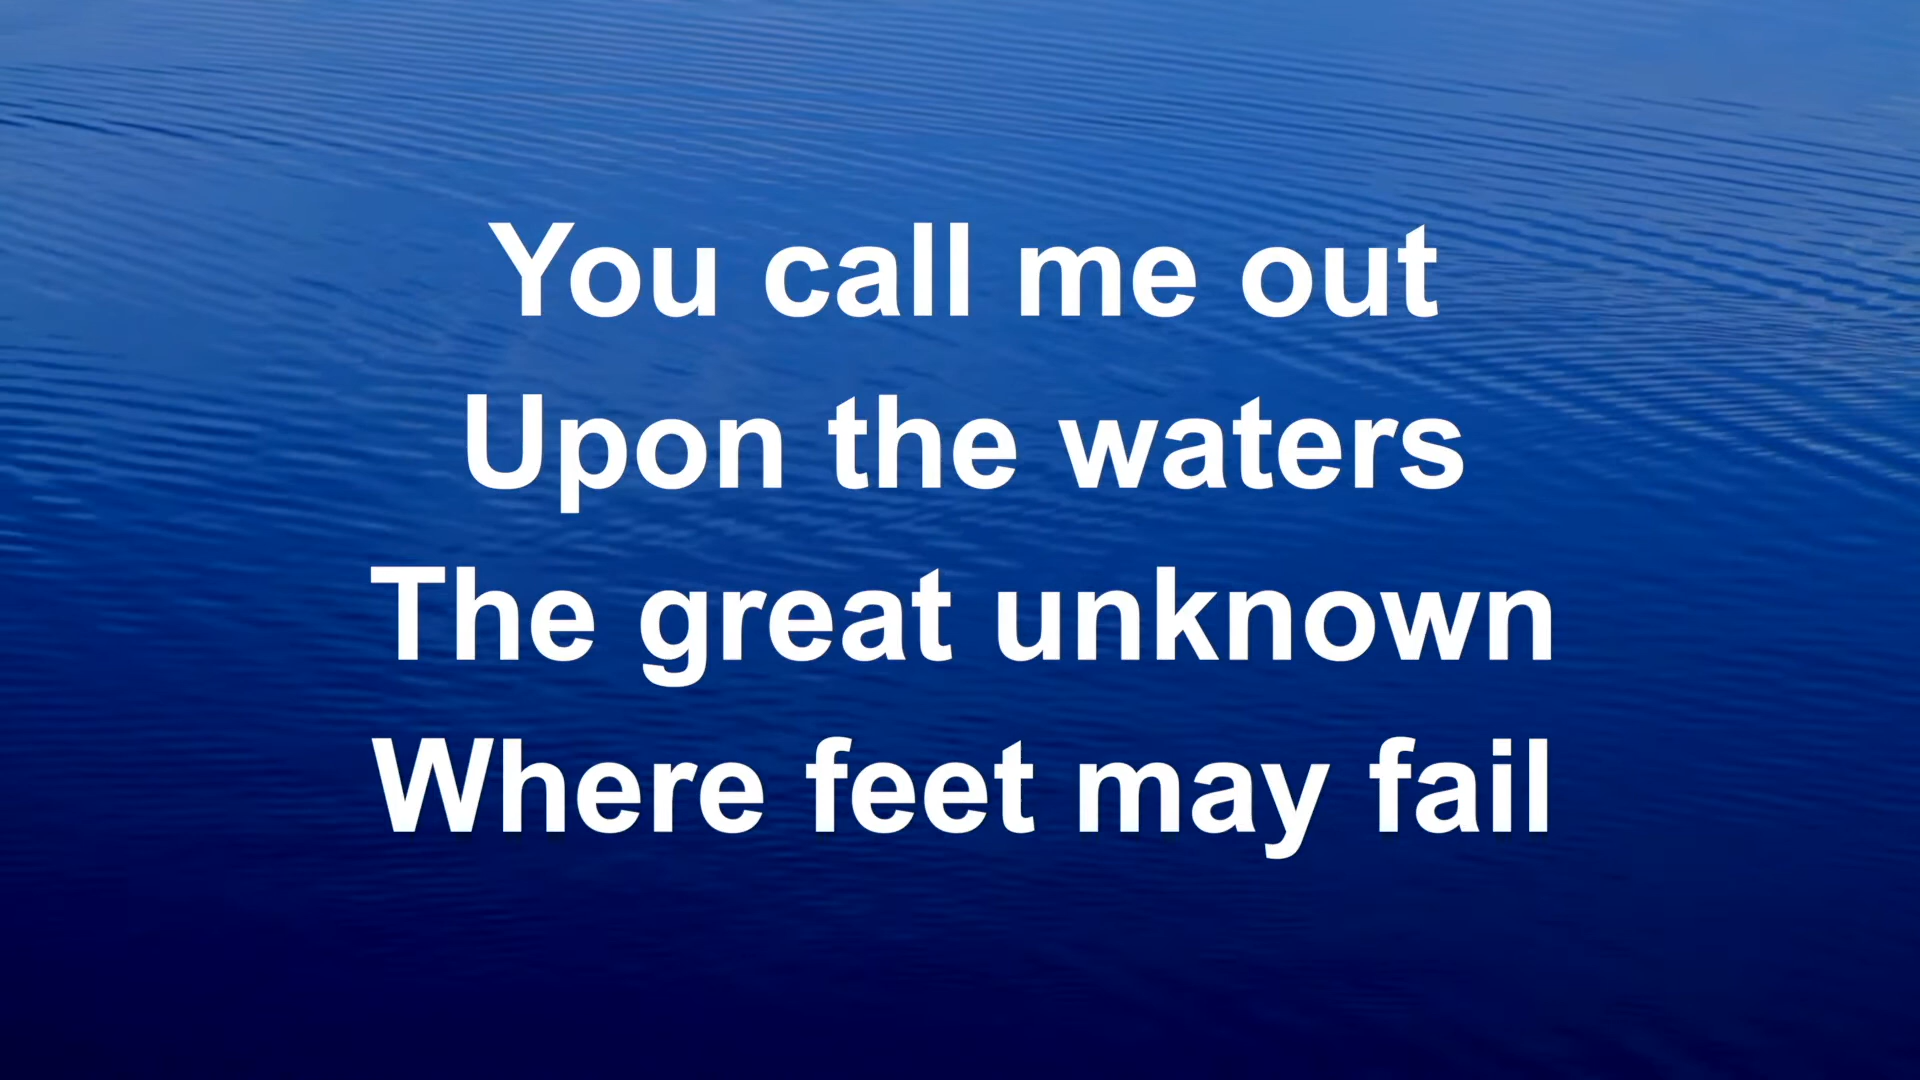 You call me out
Upon the waters
The great unknown
Where feet may fail